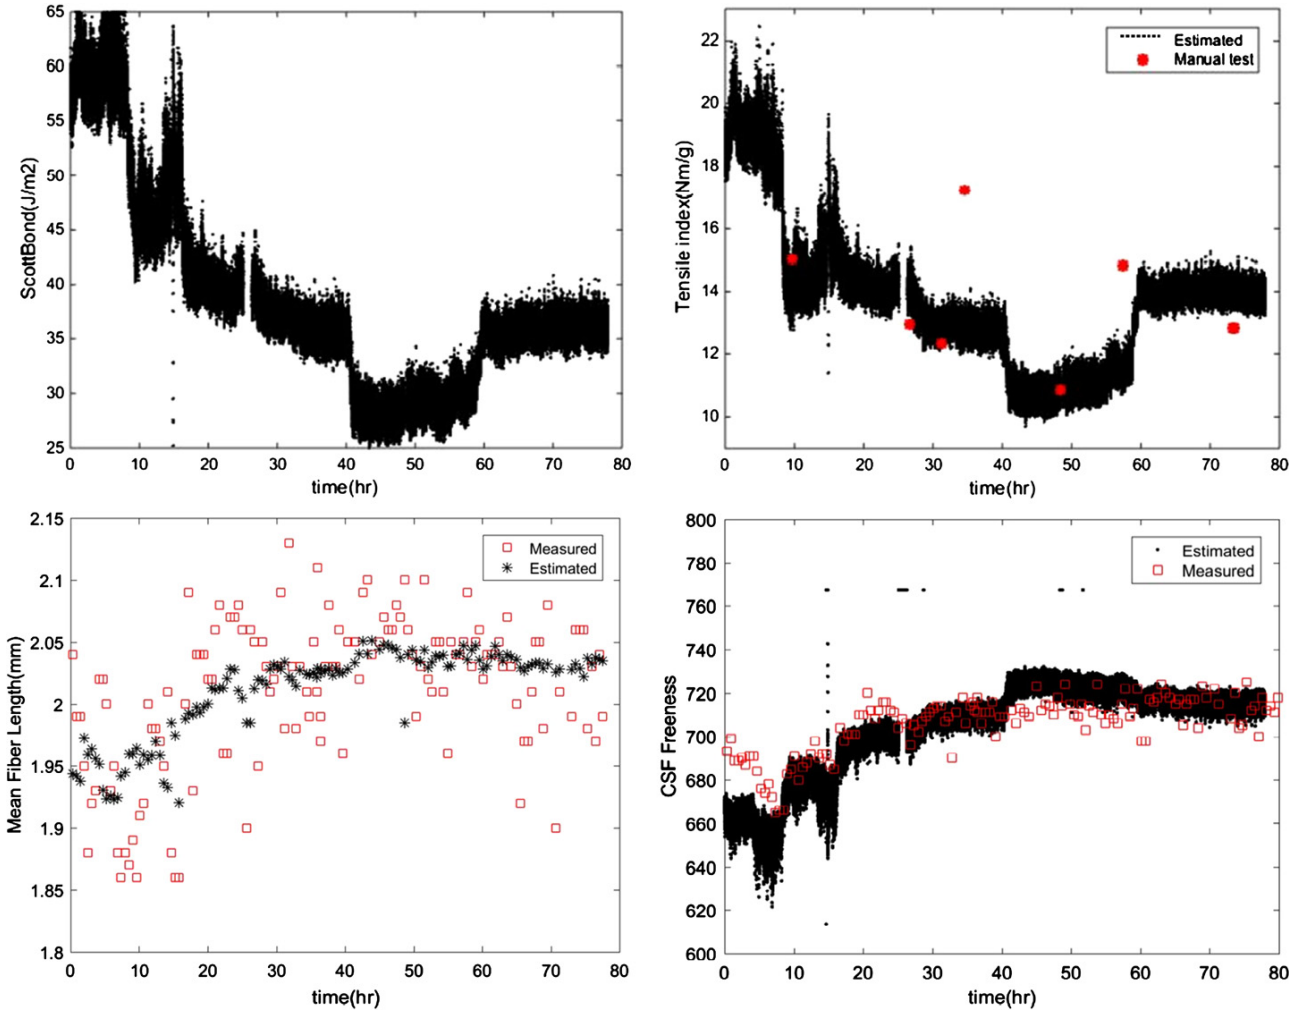 65
60
55
50
45
40
35
30
25
ScottBond(J/m2)
0 10 20 30 40 50 60 70 80
time(hr)
22
20
18
16
14
12
10
Tensile index(Nm/g)
Estimated
Manual test
0 10 20 30 40 50 60 70 80
time(hr)
2.15
2.1
2.05
2
1.95
1.9
1.85
1.8
Mean Fiber Length(mm)
Measured
Estimated
0 10 20 30 40 50 60 70 80
time(hr)
800
780
760
740
720
700
680
660
640
620
600
CSF Freeness
Estimated
Measured
0 10 20 30 40 50 60 70 80
time(hr)